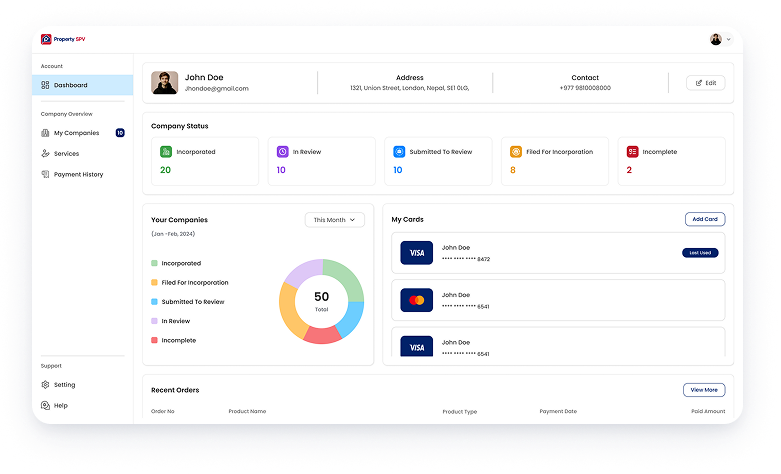 Property SPV
Account
Dashboard
Company Overview
My Companies 10
Services
Payment History
Support
Setting
Help
John Doe
Jhondoe@gmail.com
Address
1321, Union Street, London, Nepal, SE1 0LG,
Contact
+977 9810008000
Edit
Company Status
Incorporated
20
In Review
10
Submitted To Review
10
Filed For Incorporation
8
Incomplete
2
Your Companies
This Month
(Jan -Feb, 2024)
Incorporated
Filed For Incorporation
Submitted To Review
In Review
Incomplete
50
Total
My Cards
Add Card
VISA
John Doe
**** **** **** 8472
Last Used
John Doe
**** **** **** 6541
VISA
John Doe
**** **** **** 6541
Recent Orders
View More
Order No Product Name Product Type Payment Date Paid Amount